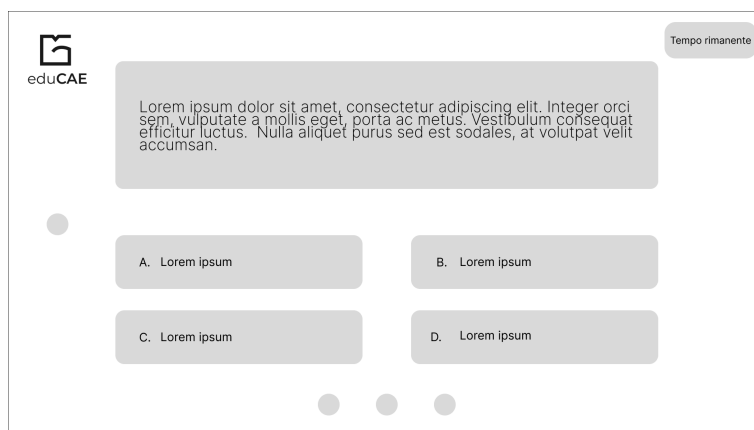 eduCAE
Tempo rimanente
Lorem ipsum dolor sit amet, consectetur adipiscing elit. Integer orci
sem, vulputate a mollis eget, porta ac metus. Vestibulum consequat
efficitur luctus.  Nulla aliquet purus sed est sodales, at volutpat velit
accumsan.
A. Lorem ipsum
B. Lorem ipsum
C. Lorem ipsum
D. Lorem ipsum